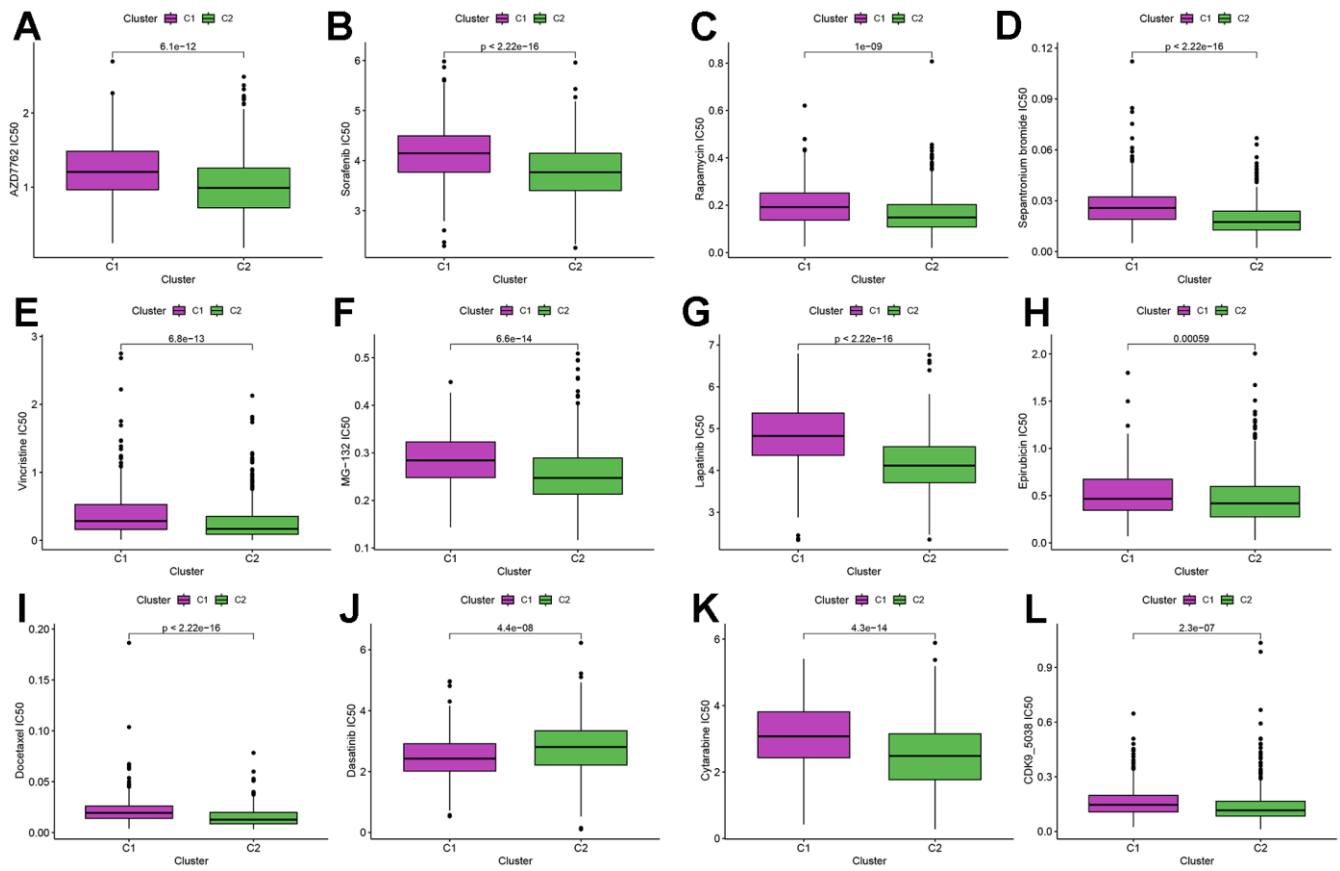 A
Cluster C1 C2
6.1e−12
AZD7762 IC50
2
1
C1 C2
Cluster
B
Cluster C1 C2
p < 2.22e−16
Sorafenib IC50
6
5
4
3
C1 C2
Cluster
C
Cluster C1 C2
1e−09
Rapamycin IC50
0.8
0.6
0.4
0.2
0.0
C1 C2
Cluster
D
Cluster C1 C2
p < 2.22e−16
Sepantronium bromide IC50
0.12
0.09
0.06
0.03
0.00
C1 C2
Cluster
E
Cluster C1 C2
6.8e−13
Vincristine IC50
3
2
1
0
C1 C2
Cluster
F
Cluster C1 C2
6.6e−14
MG−132 IC50
0.5
0.4
0.3
0.2
0.1
C1 C2
Cluster
G
Cluster C1 C2
p < 2.22e−16
Lapatinib IC50
7
6
5
4
3
C1 C2
Cluster
H
Cluster C1 C2
0.00059
Epirubicin IC50
2.0
1.5
1.0
0.5
0.0
C1 C2
Cluster
I
Cluster C1 C2
p < 2.22e−16
Docetaxel IC50
0.20
0.15
0.10
0.05
0.00
C1 C2
Cluster
J
Cluster C1 C2
4.4e−08
Dasatinib IC50
6
4
2
0
C1 C2
Cluster
K
Cluster C1 C2
4.3e−14
Cytarabine IC50
6
4
2
0
C1 C2
Cluster
L
Cluster C1 C2
2.3e−07
CDK9_5038 IC50
0.9
0.6
0.3
0.0
C1 C2
Cluster